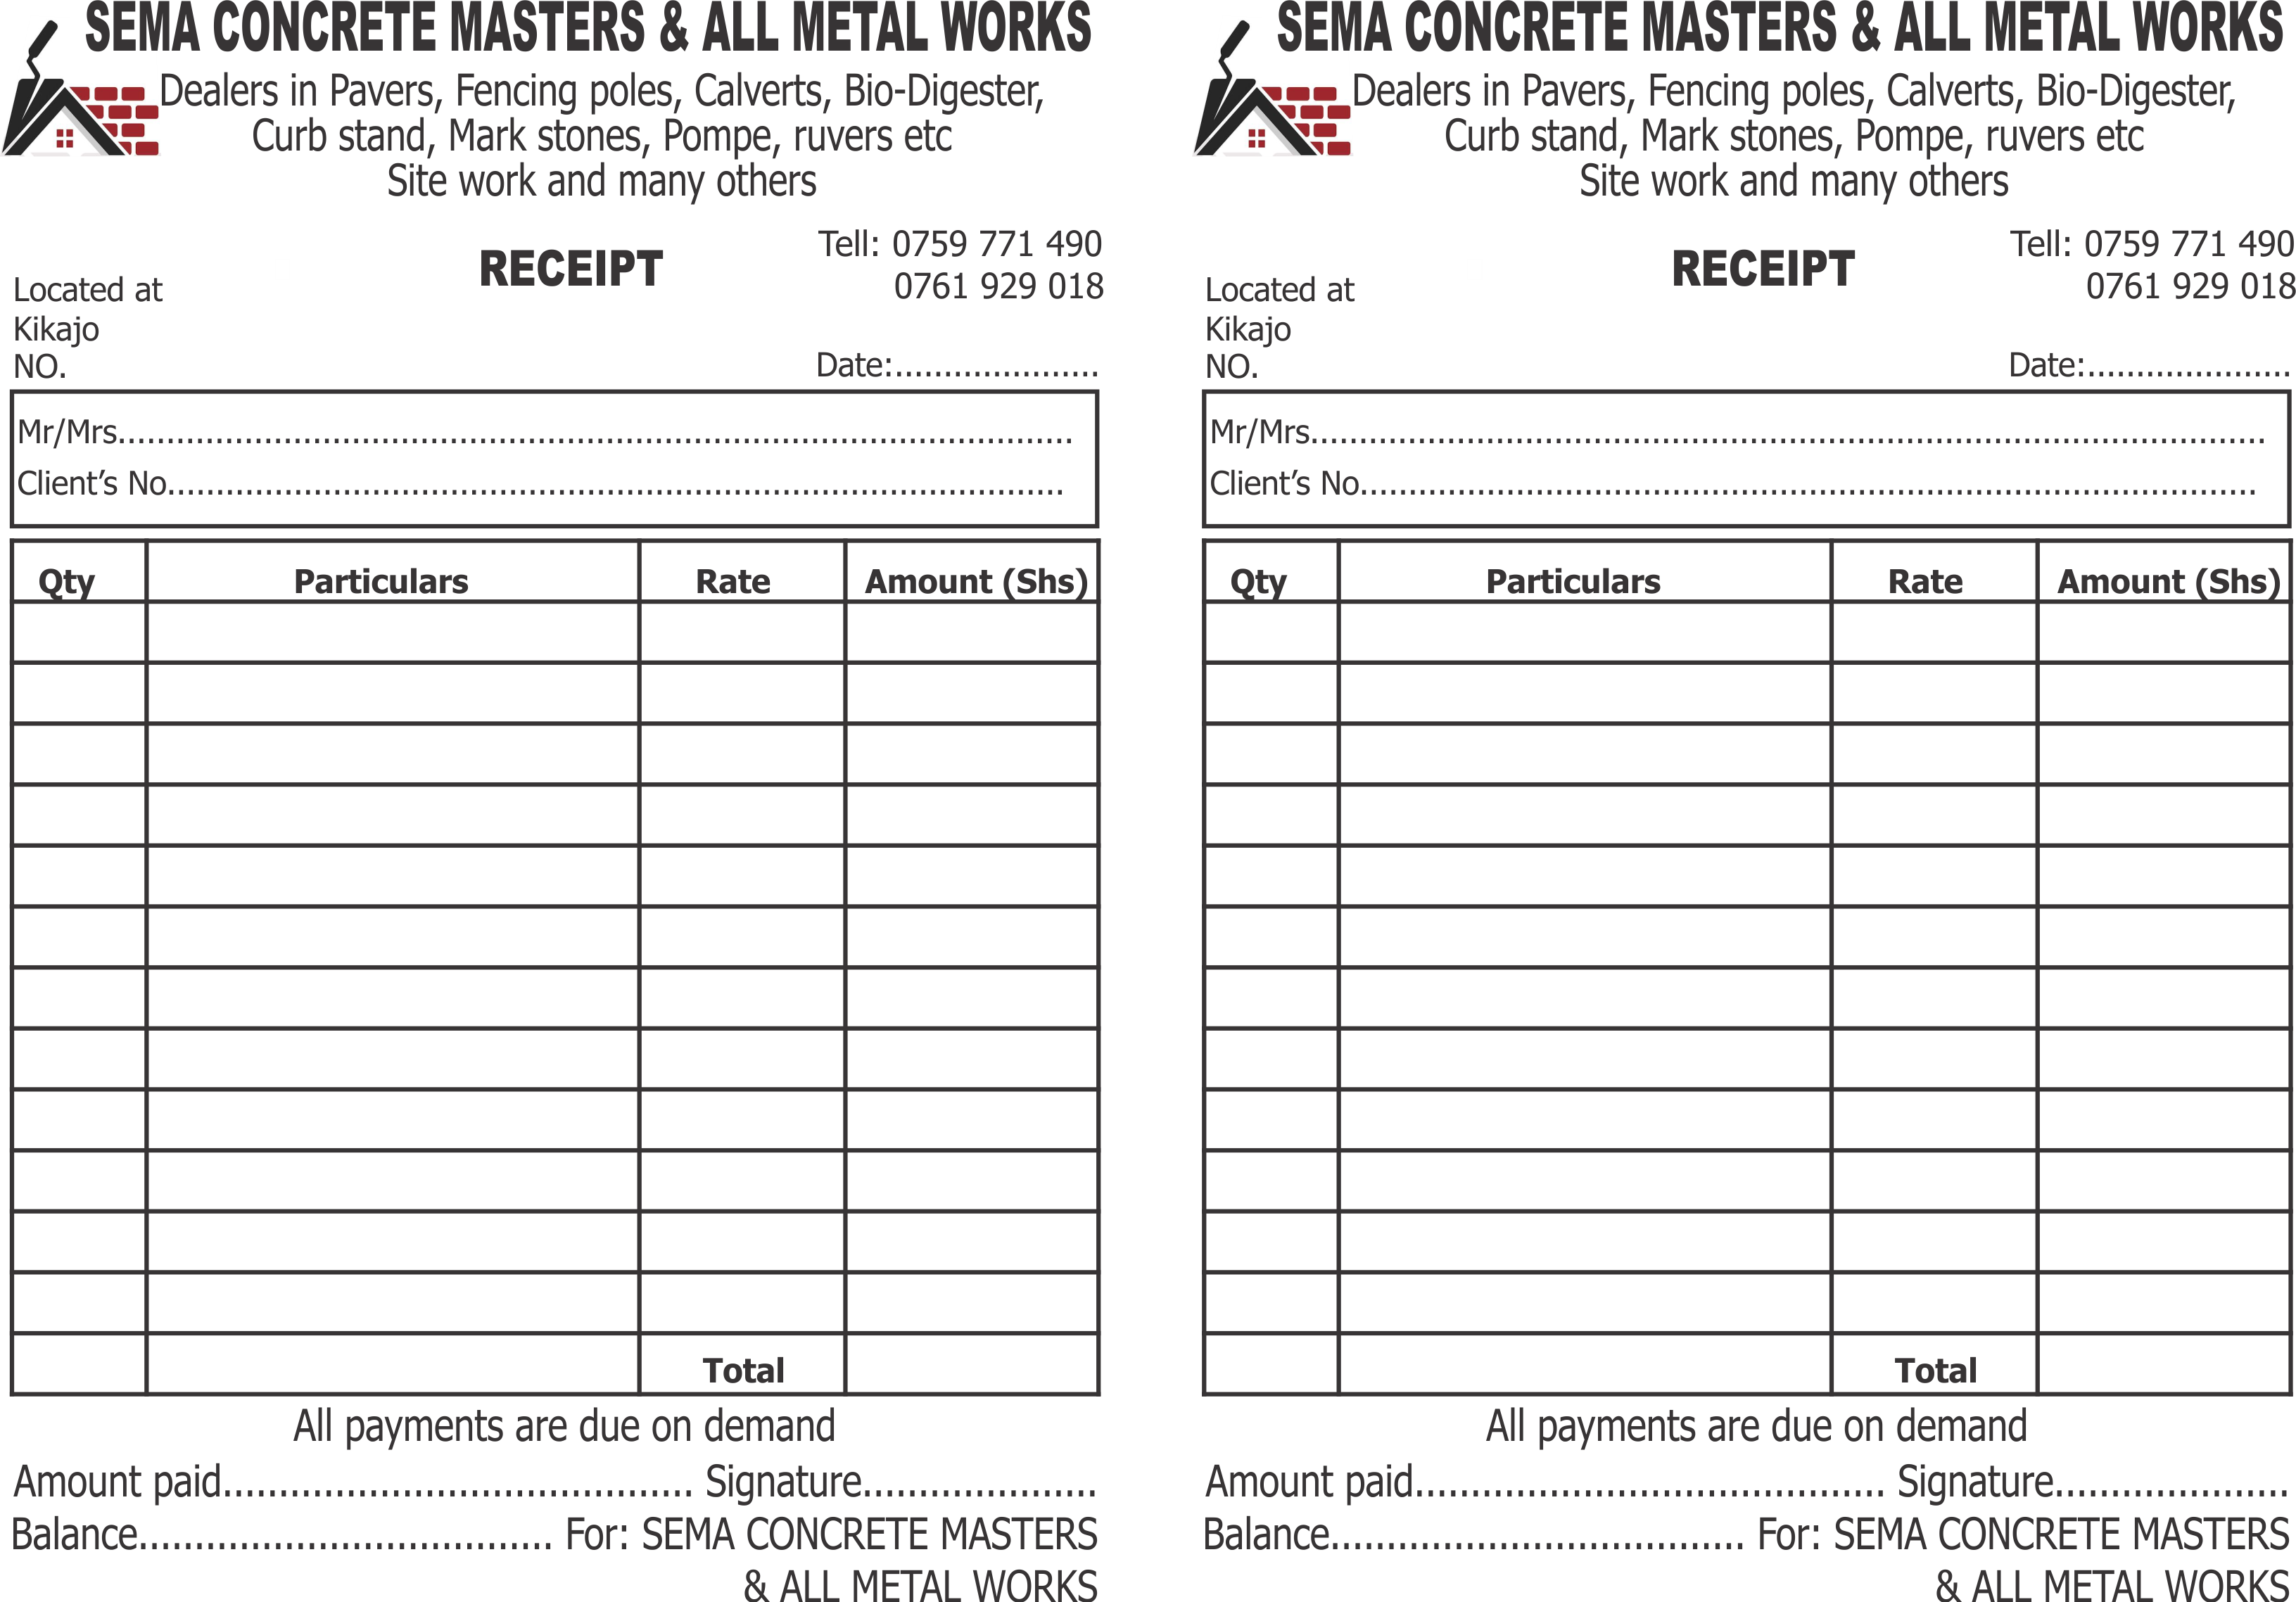 SEMA CONCRETE MASTERS & ALL METAL WORKS
Dealers in Pavers, Fencing poles, Calverts, Bio-Digester,
Curb stand, Mark stones, Pompe, ruvers etc
Site work and many others
Tell: 0759 771 490
RECEIPT
0761 929 018
Located at
Kikajo
NO.
Date:.....................
Mr/Mrs....................................................................................................
Client’s No..............................................................................................
Qty Particulars Rate Amount (Shs)
Total
All payments are due on demand
Amount paid.......................................... Signature.....................
Balance..................................... For: SEMA CONCRETE MASTERS
& ALL METAL WORKS
SEMA CONCRETE MASTERS & ALL METAL WORKS
Dealers in Pavers, Fencing poles, Calverts, Bio-Digester,
Curb stand, Mark stones, Pompe, ruvers etc
Site work and many others
Tell: 0759 771 490
RECEIPT
0761 929 018
Located at
Kikajo
NO.
Date:.....................
Mr/Mrs....................................................................................................
Client’s No..............................................................................................
Qty Particulars Rate Amount (Shs)
Total
All payments are due on demand
Amount paid.......................................... Signature.....................
Balance..................................... For: SEMA CONCRETE MASTERS
& ALL METAL WORKS